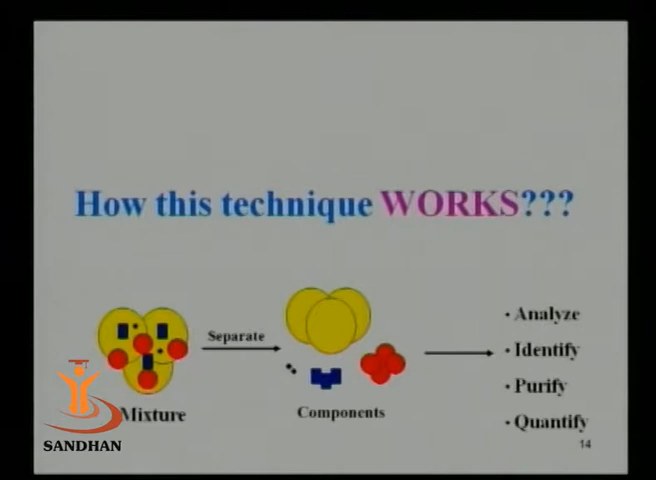 How this technique WORKS???
Separate
• Analyze
• Identify
• Purify
• Quantify
Mixture
Components
SANDHAN
14